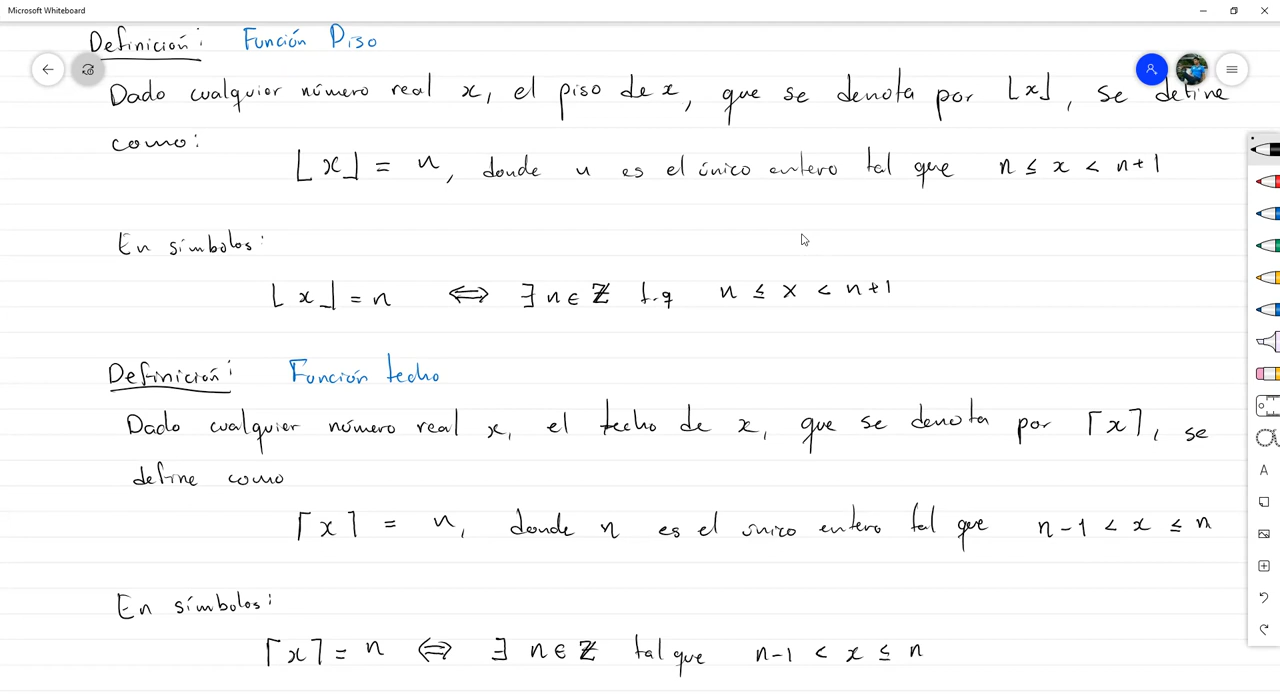 Microsoft Whiteboard
Definición: Función Piso
Dado cualquier número real x, el piso de x, que se denota por ⌊x⌋, se define
como:
⌊x⌋ = n, donde n es el único entero tal que n ≤ x < n+1
En símbolos:
⌊x⌋ = n ⟺ ∃ n ∈ ℤ t.q n ≤ x < n+1
Definición: Función techo
Dado cualquier número real x, el techo de x, que se denota por ⌈x⌉, se
define como
⌈x⌉ = n, donde n es el único entero tal que n-1 < x ≤ n
En símbolos:
⌈x⌉ = n ⟺ ∃ n ∈ ℤ tal que n-1 < x ≤ n